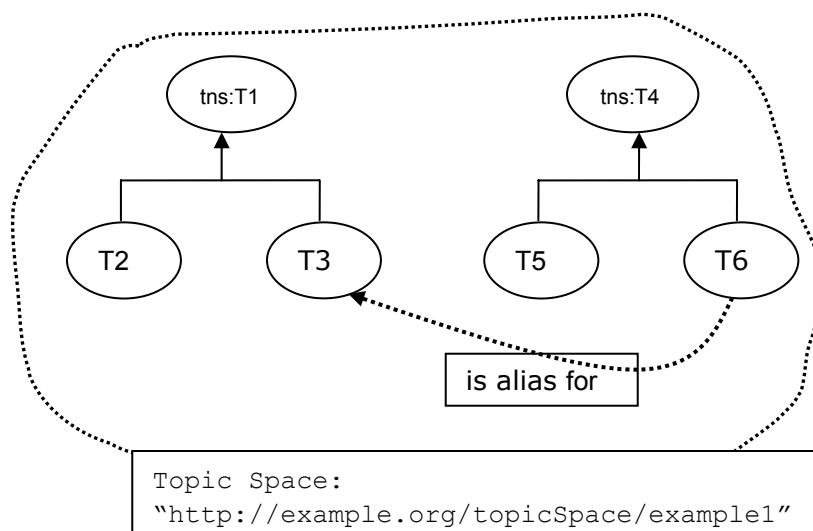 tns:T1
tns:T4
T2
T3
T5
T6
is alias for
Topic Space:
“http://example.org/topicSpace/example1”